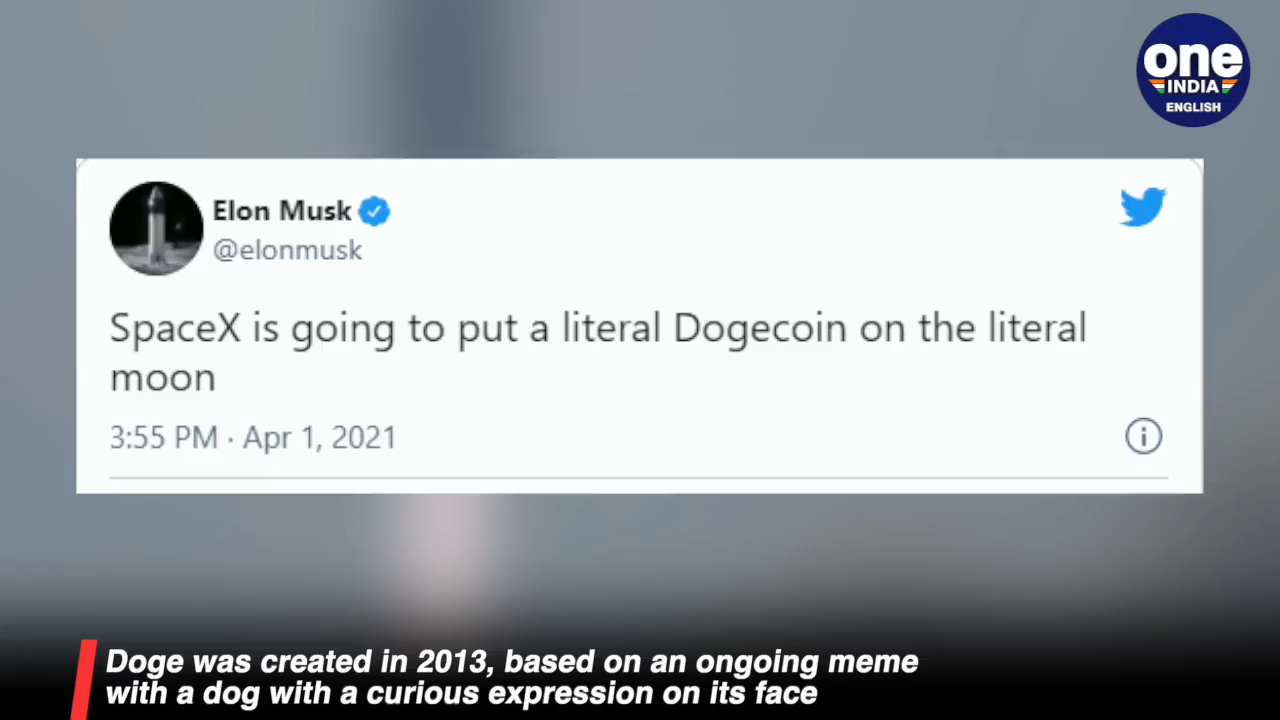 one
INDIA
ENGLISH
Elon Musk
@elonmusk
SpaceX is going to put a literal Dogecoin on the literal
moon
3:55 PM · Apr 1, 2021
Doge was created in 2013, based on an ongoing meme
with a dog with a curious expression on its face